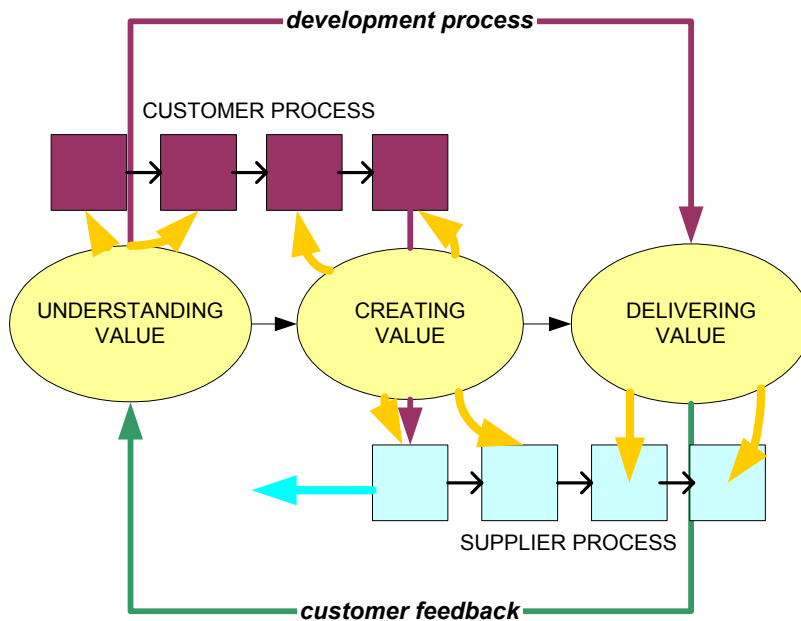 development process
CUSTOMER PROCESS
UNDERSTANDING
VALUE
CREATING
VALUE
DELIVERING
VALUE
SUPPLIER PROCESS
customer feedback